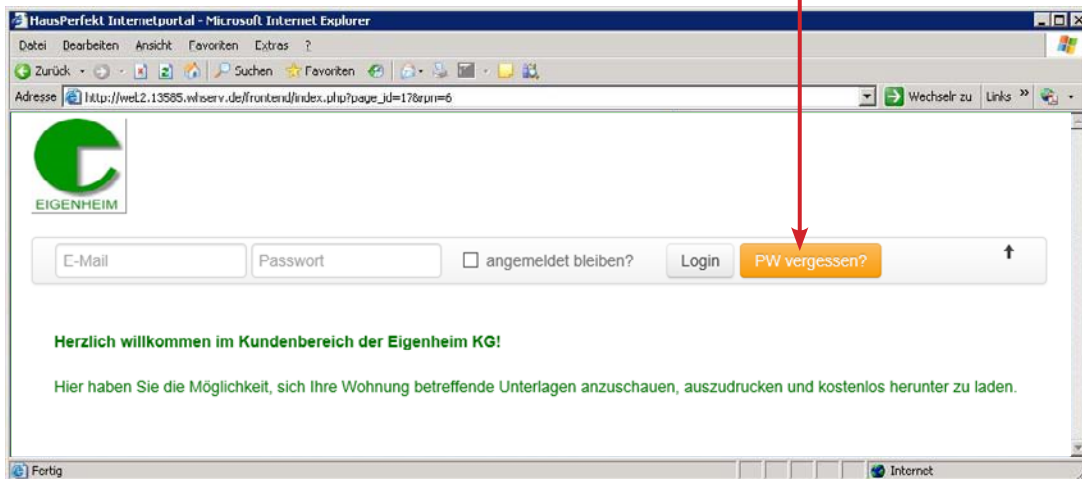 HausPerfekt Internetportal - Microsoft Internet Explorer
Datei Bearbeiten Ansicht Favoriten Extras ?
Zurück Suchen Favoriten
Adresse http://wel2.13585.whserv.de/frontend/index.php?page_id=17&rpn=6 Wechseln zu Links »
EIGENHEIM
E-Mail Passwort angemeldet bleiben? Login PW vergessen?
Herzlich willkommen im Kundenbereich der Eigenheim KG!
Hier haben Sie die Möglichkeit, sich Ihre Wohnung betreffende Unterlagen anzuschauen, auszudrucken und kostenlos herunter zu laden.
Fertig Internet